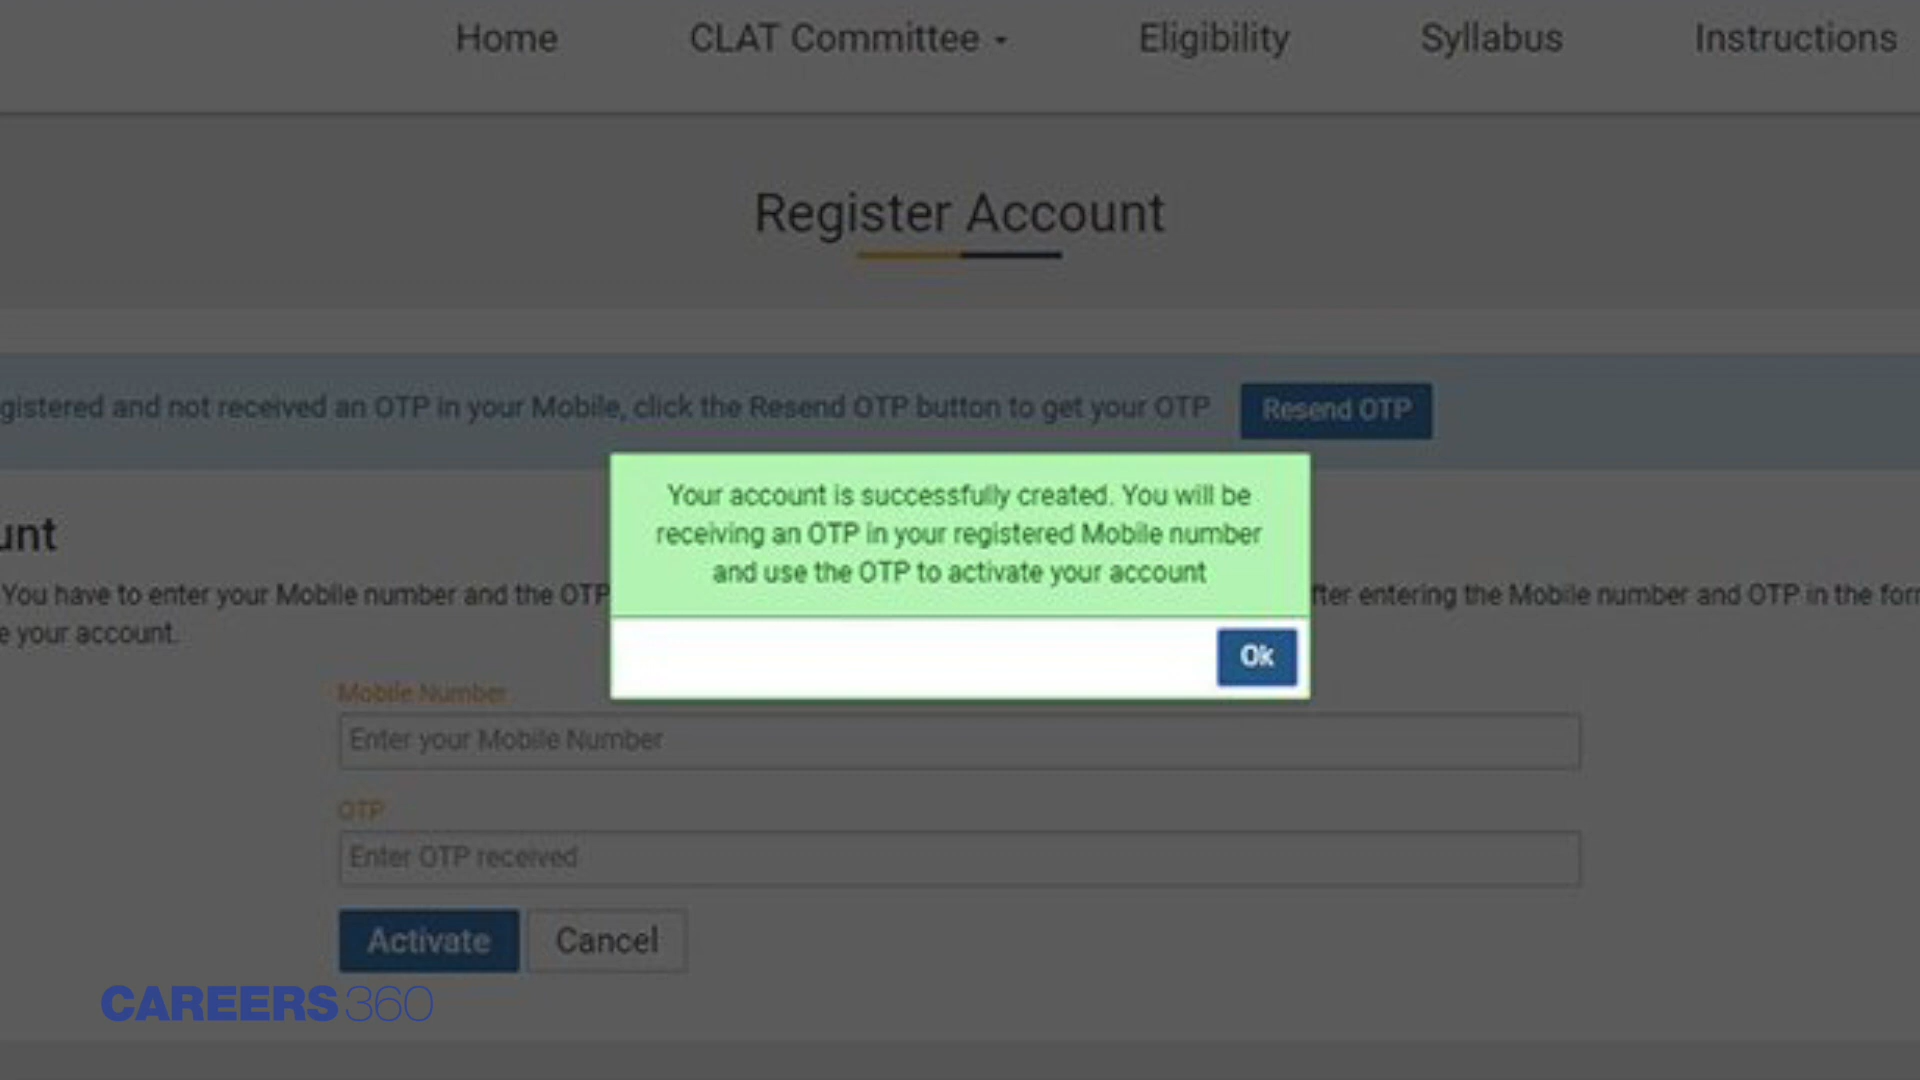 Home CLAT Committee Eligibility Syllabus Instructions
Register Account
gistered and not received an OTP in your Mobile, click the Resend OTP button to get your OTP Resend OTP
Your account is successfully created. You will be
receiving an OTP in your registered Mobile number
and use the OTP to activate your account
Ok
unt
You have to enter your Mobile number and the OTP fter entering the Mobile number and OTP in the for
e your account.
Mobile Number
Enter your Mobile Number
OTP
Enter OTP received
Activate Cancel
CAREERS360